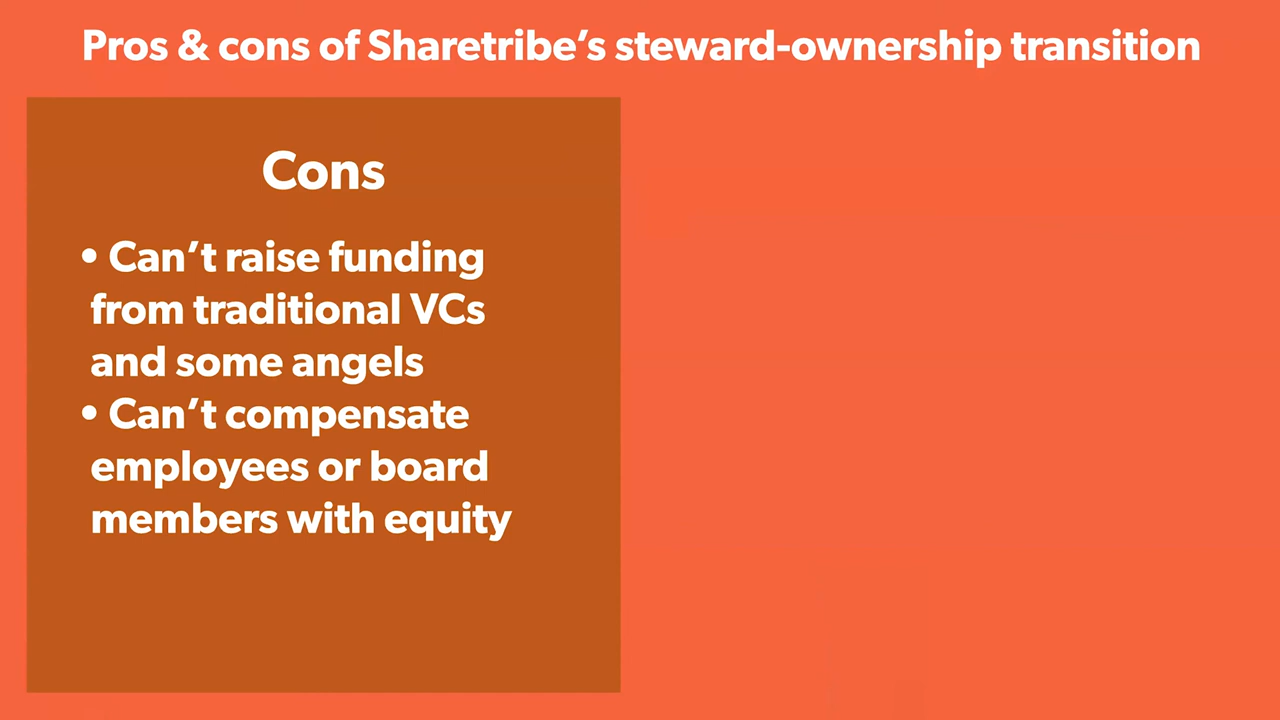 Pros & cons of Sharetribe’s steward-ownership transition
Cons
• Can’t raise funding
from traditional VCs
and some angels
• Can’t compensate
employees or board
members with equity